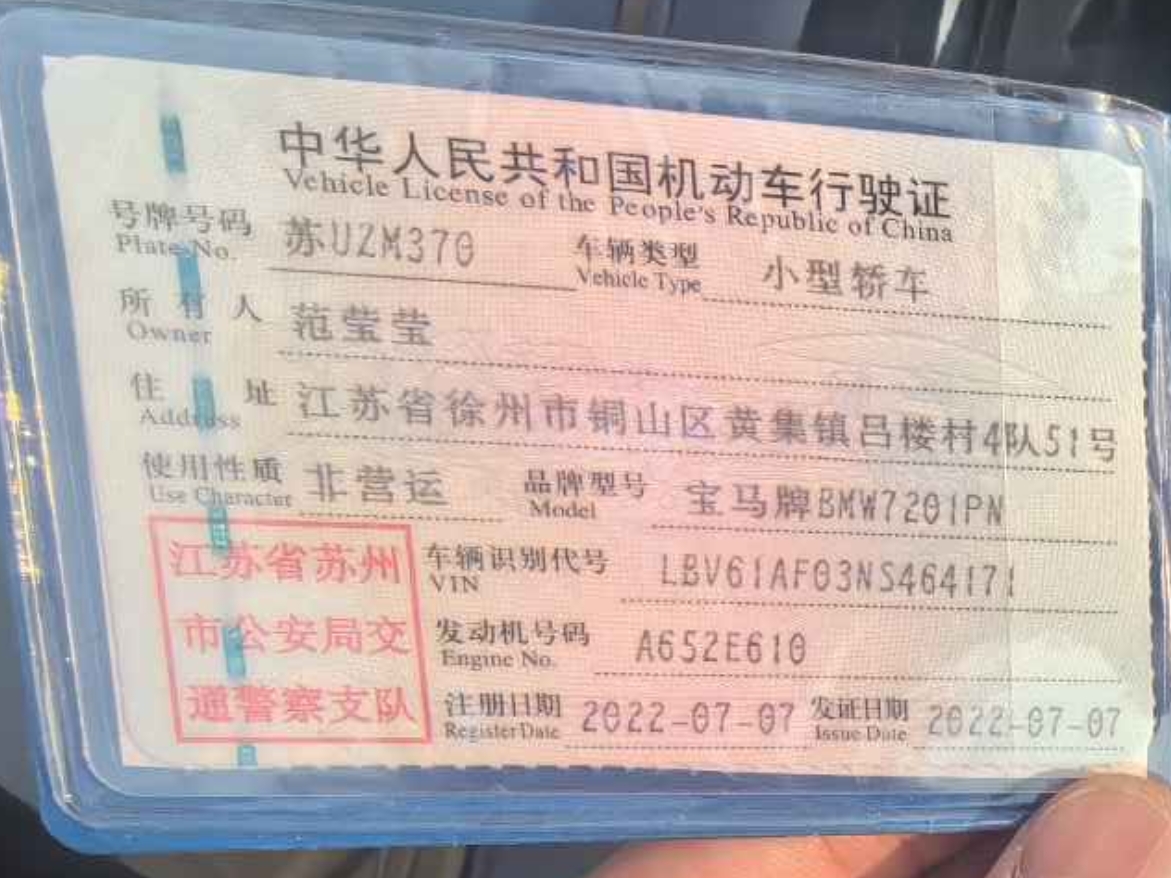 中华人民共和国机动车行驶证
Vehicle License of the People's Republic of China
号牌号码 苏UZM370 车辆类型 小型轿车
Plate No. Vehicle Type
所有人 范莹莹
Owner
住址 江苏省徐州市铜山区黄集镇吕楼村4队51号
Address
使用性质 非营运 品牌型号 宝马牌BMW7201PN
Use Character Model
江苏省苏州
市公安局交
通警察支队
车辆识别代号 LBV61AF03NS464171
VIN
发动机号码 A652E610
Engine No.
注册日期 2022-07-07 发证日期 2022-07-07
Register Date Issue Date